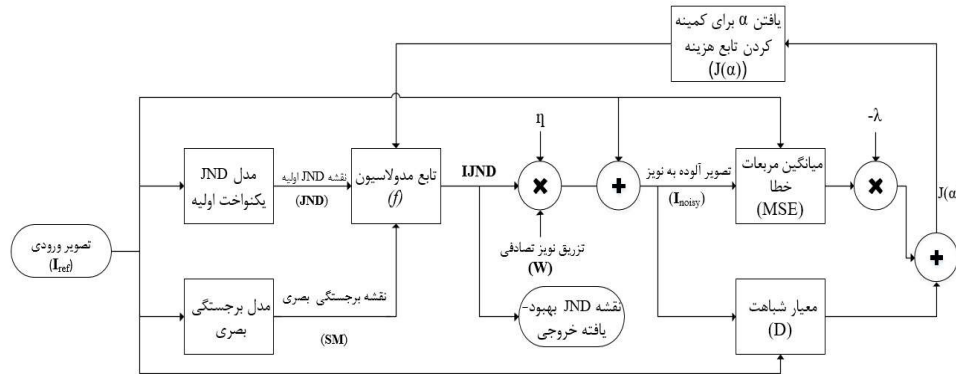 یافتن α برای کمینه
کردن تابع هزینه
(J(α))
η
-λ
مدل JND
یکنواخت اولیه
نقشه JND اولیه
(JND)
تابع مدولاسیون
(f)
IJND
×
+
تصویر آلوده به نویز
(Inoisy)
میانگین مربعات
خطا
(MSE)
×
J(α
تصویر ورودی
(Iref)
تزریق نویز تصادفی
(W)
+
مدل برجستگی
بصری
نقشه برجستگی بصری
(SM)
نقشه JND بهبود-
یافته خروجی
معیار شباهت
(D)